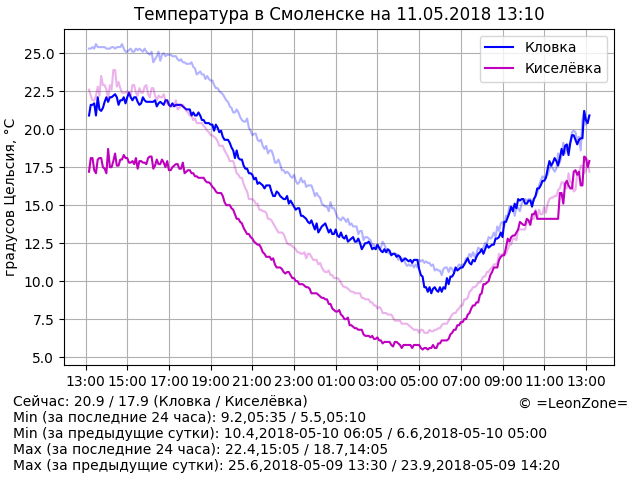 Температура в Смоленске на 11.05.2018 13:10
Кловка
Киселёвка
градусов Цельсия, °C
25.0
22.5
20.0
17.5
15.0
12.5
10.0
7.5
5.0
13:00 15:00 17:00 19:00 21:00 23:00 01:00 03:00 05:00 07:00 09:00 11:00 13:00
Сейчас: 20.9 / 17.9 (Кловка / Киселёвка)
© =LeonZone=
Min (за последние 24 часа): 9.2,05:35 / 5.5,05:10
Min (за предыдущие сутки): 10.4,2018-05-10 06:05 / 6.6,2018-05-10 05:00
Max (за последние 24 часа): 22.4,15:05 / 18.7,14:05
Max (за предыдущие сутки): 25.6,2018-05-09 13:30 / 23.9,2018-05-09 14:20